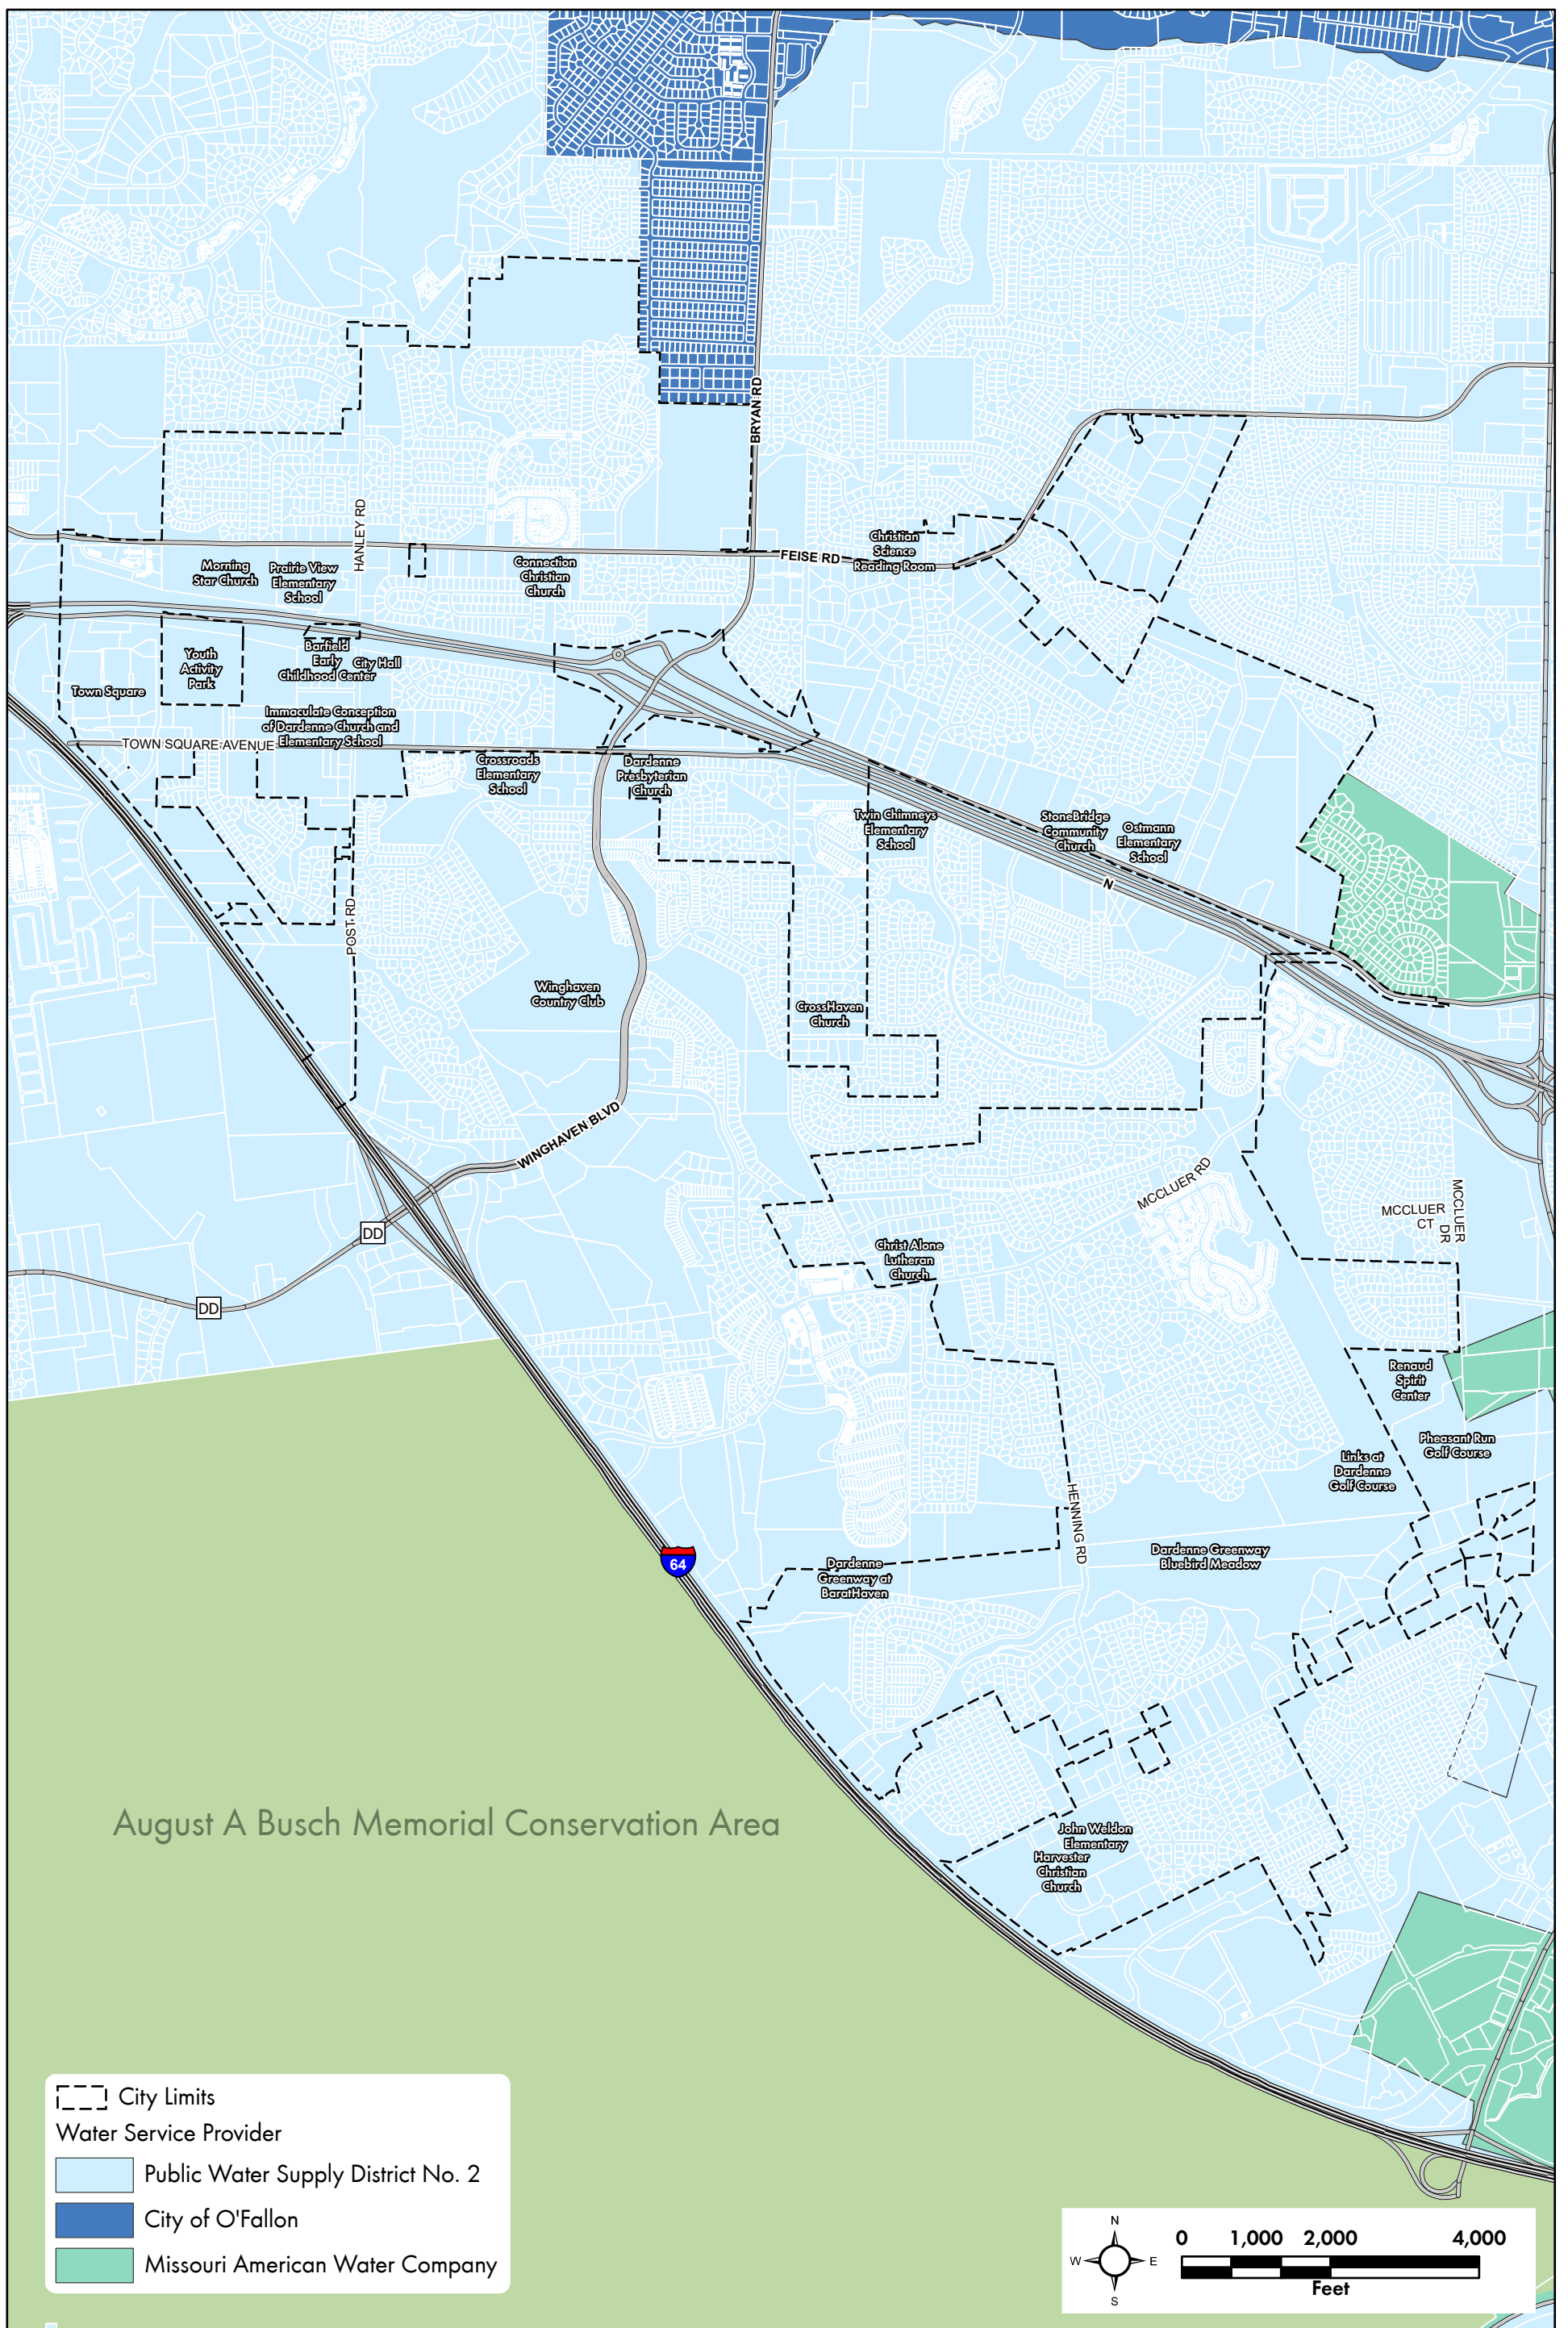 BRYAN RD
HANLEY RD
FEISE RD
Christian
Science
Reading Room
Morning
Star Church
Prairie View
Elementary
School
Connection
Christian
Church
Youth
Activity
Park
Barfield
Early
Childhood Center
City Hall
Town Square
Immaculate Conception
of Dardenne Church and
Elementary School
TOWN SQUARE AVENUE
Crossroads
Elementary
School
Dardenne
Presbyterian
Church
Twin Chimneys
Elementary
School
StoneBridge
Community
Church
Ostmann
Elementary
School
N
POST RD
Winghaven
Country Club
CrossHaven
Church
WINGHAVEN BLVD
MCCLUER RD
MCCLUER
CT
MCCLUER
DR
DD
DD
Christ Alone
Lutheran
Church
Renaud
Spirit
Center
Pheasant Run
Golf Course
Links at
Dardenne
Golf Course
HENNING RD
64
Dardenne
Greenway at
BaratHaven
Dardenne Greenway
Bluebird Meadow
August A Busch Memorial Conservation Area
John Weldon
Elementary
Harvester
Christian
Church
City Limits
Water Service Provider
Public Water Supply District No. 2
City of O'Fallon
Missouri American Water Company
N
W
E
S
0 1,000 2,000 4,000
Feet